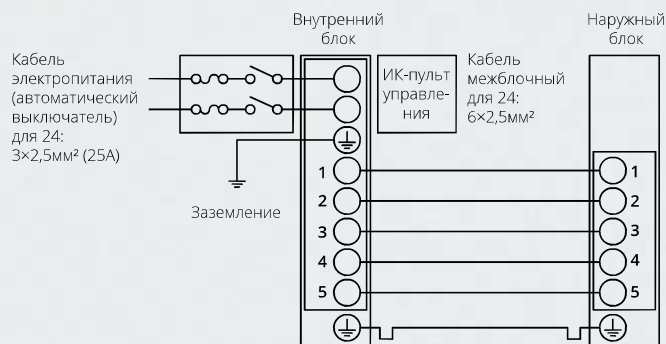 Внутренний
блок
Наружный
блок
Кабель
электропитания
(автоматический
выключатель)
для 24:
3×2,5мм² (25А)
ИК-пульт
управле-
ния
Кабель
межблочный
для 24:
6×2,5мм²
Заземление
1
2
3
4
5
1
2
3
4
5